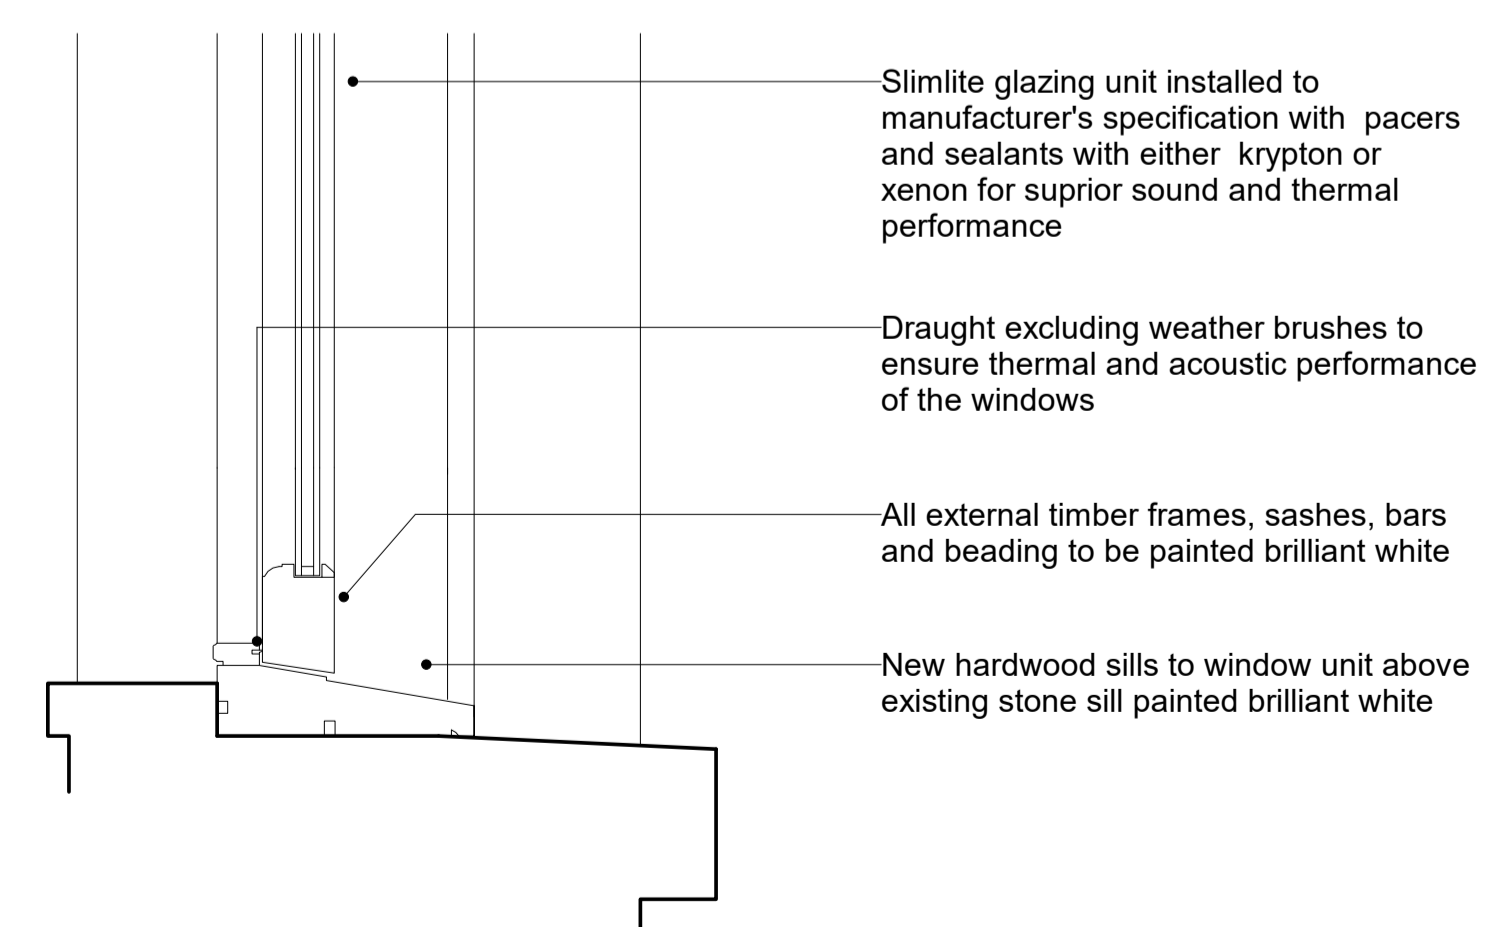 Slimlite glazing unit installed to
manufacturer's specification with  pacers
and sealants with either  krypton or
xenon for suprior sound and thermal
performance
Draught excluding weather brushes to
ensure thermal and acoustic performance
of the windows
All external timber frames, sashes, bars
and beading to be painted brilliant white
New hardwood sills to window unit above
existing stone sill painted brilliant white